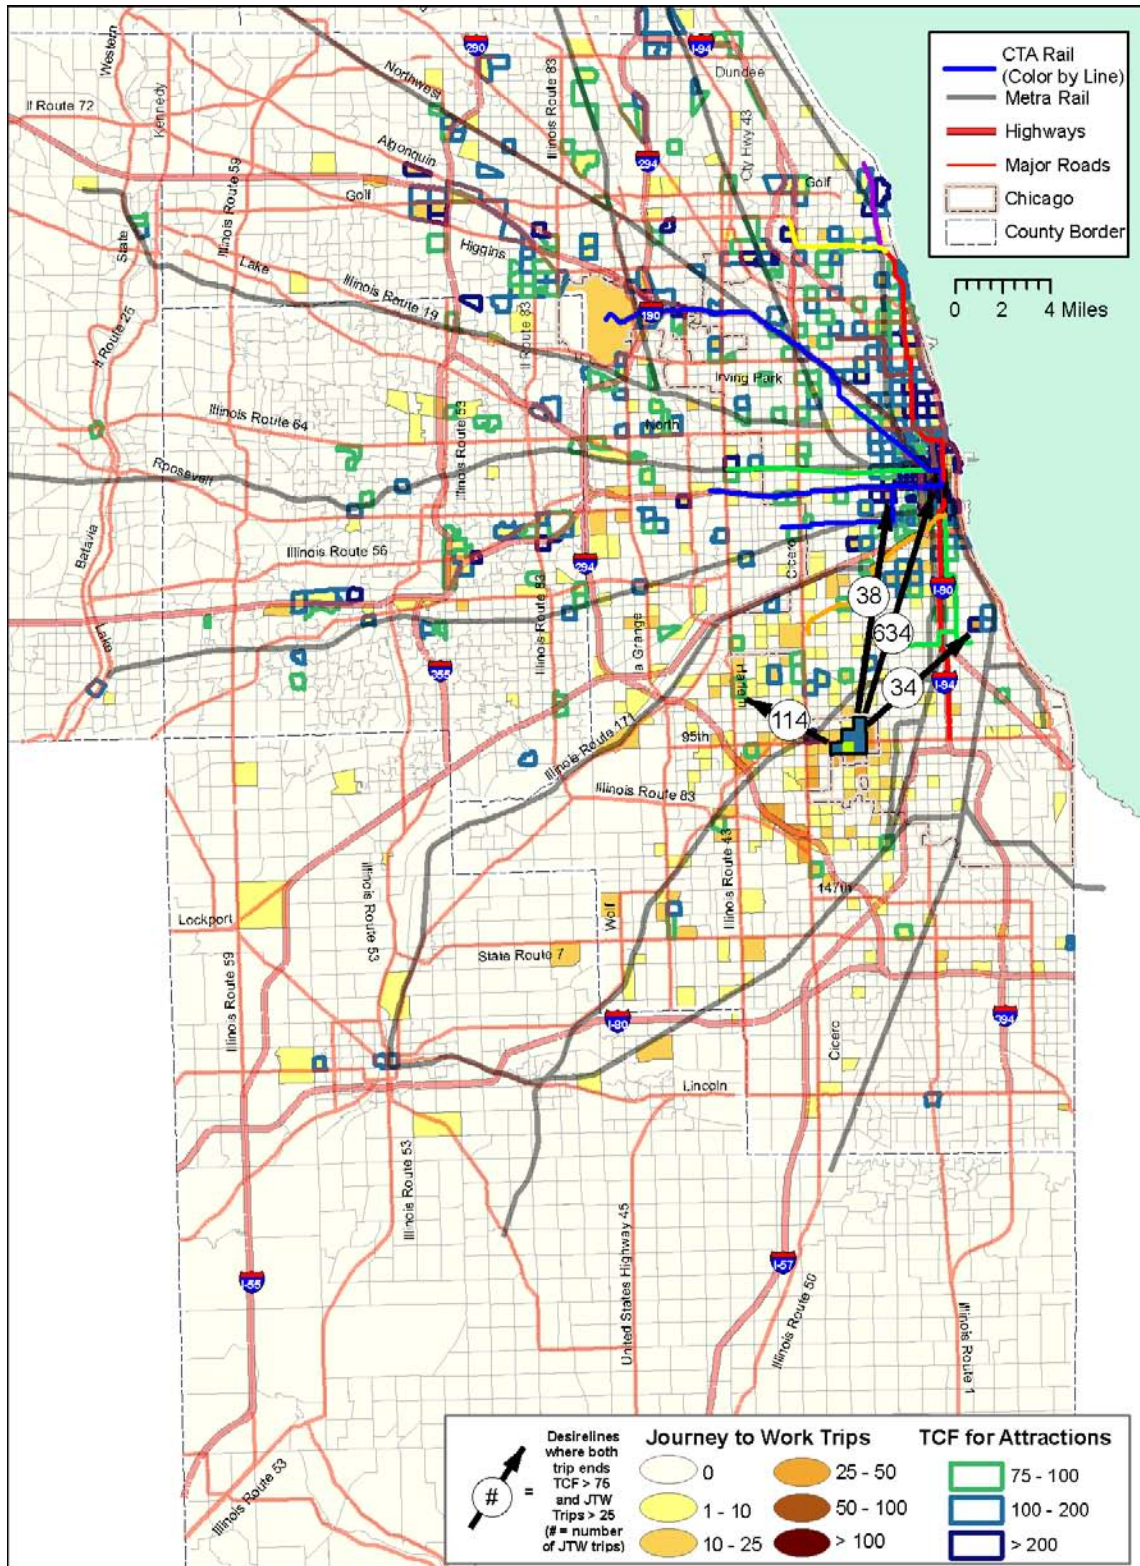 Western
Kennedy
290
Northwest
Illinois Route 83
I-94
Dundee
Cty Hwy 43
Il Route 72
Algonquin
Illinois Route 59
294
Golf
Golf
Higgins
State
Lake
Illinois Route 19
Il Route 83
190
Il Route 25
Irving Park
Illinois Route 64
Illinois Route 53
North
Roosevelt
Batavia
Illinois Route 56
294
Illinois Route 83
Cicero
38
I-90
634
Lake
355
34
I-94
114
95th
Illinois Route 171
Illinois Route 83
Illinois Route 43
147th
Lockport
Illinois Route 53
Wolf
State Route 7
Illinois Route 59
I-80
Cicero
394
Lincoln
Illinois Route 53
United States Highway 45
I-57
I-55
Illinois Route 50
Illinois Route 1
Illinois Route 53
CTA Rail
(Color by Line)
Metra Rail
Highways
Major Roads
Chicago
County Border
0 2 4 Miles
#
=
Desirelines
where both
trip ends
TCF > 75
and JTW
Trips > 25
(# = number
of JTW trips)
Journey to Work Trips
0
1 - 10
10 - 25
25 - 50
50 - 100
> 100
TCF for Attractions
75 - 100
100 - 200
> 200